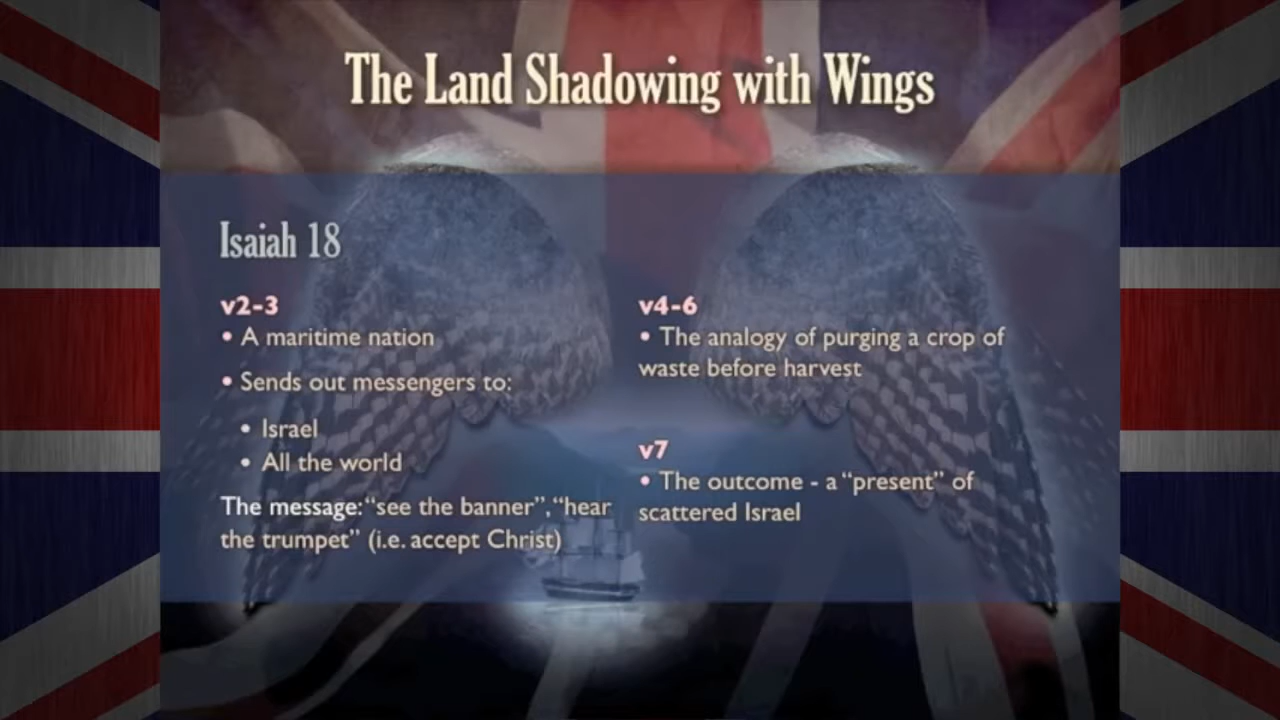 The Land Shadowing with Wings
Isaiah 18
v2-3
• A maritime nation
• Sends out messengers to:
• Israel
• All the world
The message:“see the banner”,“hear
the trumpet” (i.e. accept Christ)
v4-6
• The analogy of purging a crop of
waste before harvest
v7
• The outcome - a “present” of
scattered Israel